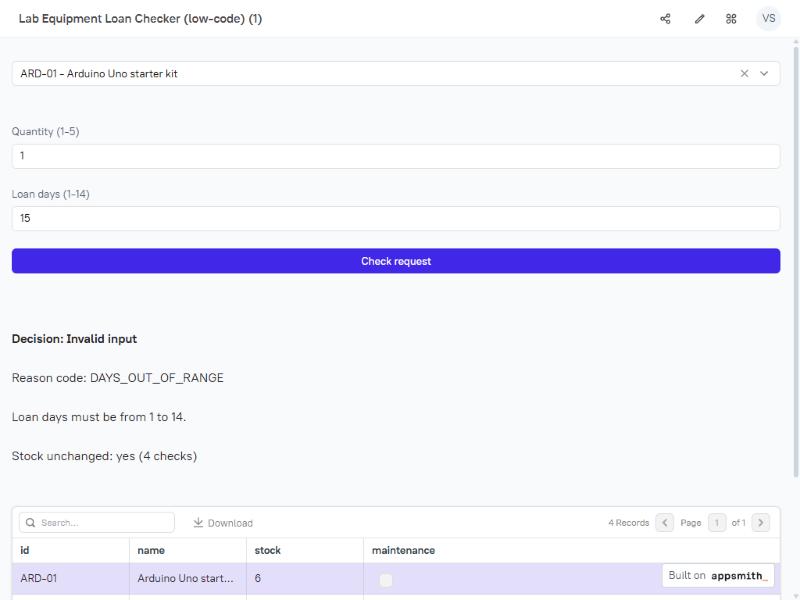 Lab Equipment Loan Checker (low-code) (1)
VS
ARD-01 - Arduino Uno starter kit
Quantity (1-5)
1
Loan days (1-14)
15
Check request
Decision: Invalid input
Reason code: DAYS_OUT_OF_RANGE
Loan days must be from 1 to 14.
Stock unchanged: yes (4 checks)
Search... Download 4 Records Page 1 of 1
id name stock maintenance
ARD-01 Arduino Uno start... 6
Built on appsmith_